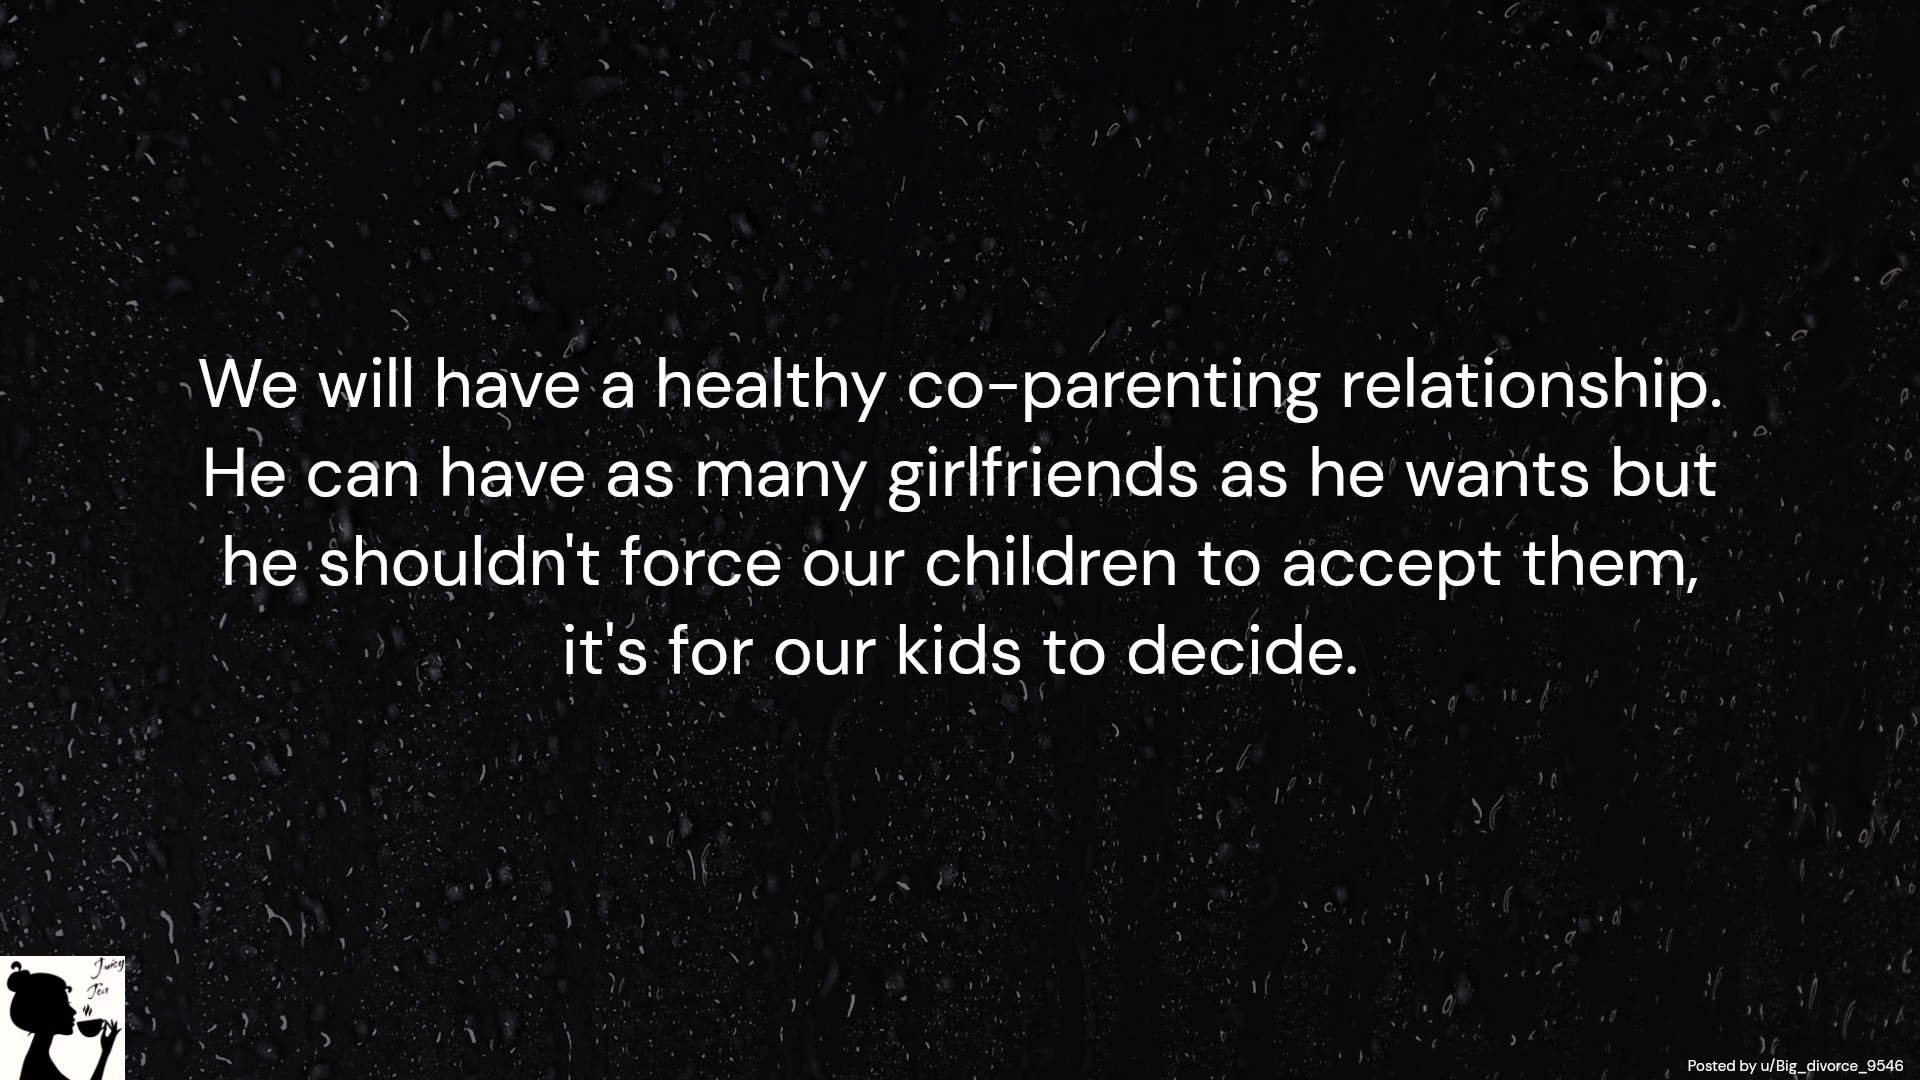 We will have a healthy co-parenting relationship.
He can have as many girlfriends as he wants but
he shouldn't force our children to accept them,
it's for our kids to decide.
Juicy
Tea
Posted by u/Big_divorce_9546